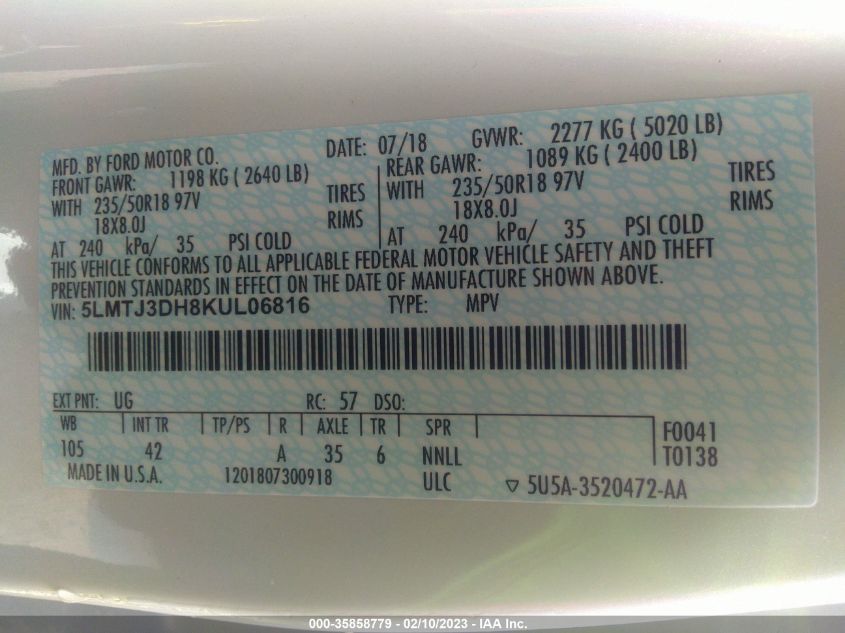 MFD. BY FORD MOTOR CO. DATE: 07/18 GVWR: 2277 KG ( 5020 LB)
FRONT GAWR: 1198 KG ( 2640 LB) REAR GAWR: 1089 KG ( 2400 LB)
WITH 235/50R18 97V TIRES WITH 235/50R18 97V TIRES
18X8.0J RIMS 18X8.0J RIMS
AT 240 kPa/ 35 PSI COLD AT 240 kPa/ 35 PSI COLD
THIS VEHICLE CONFORMS TO ALL APPLICABLE FEDERAL MOTOR VEHICLE SAFETY AND THEFT
PREVENTION STANDARDS IN EFFECT ON THE DATE OF MANUFACTURE SHOWN ABOVE.
VIN: 5LMTJ3DH8KUL06816 TYPE: MPV
EXT PNT: UG RC: 57 DSO:
WB INT TR TP/PS R AXLE TR SPR F0041
105 42 A 35 6 NNLL T0138
MADE IN U.S.A. 1201807300918 ULC ▽ 5U5A-3520472-AA
000-35858779 - 02/10/2023 - IAA Inc.